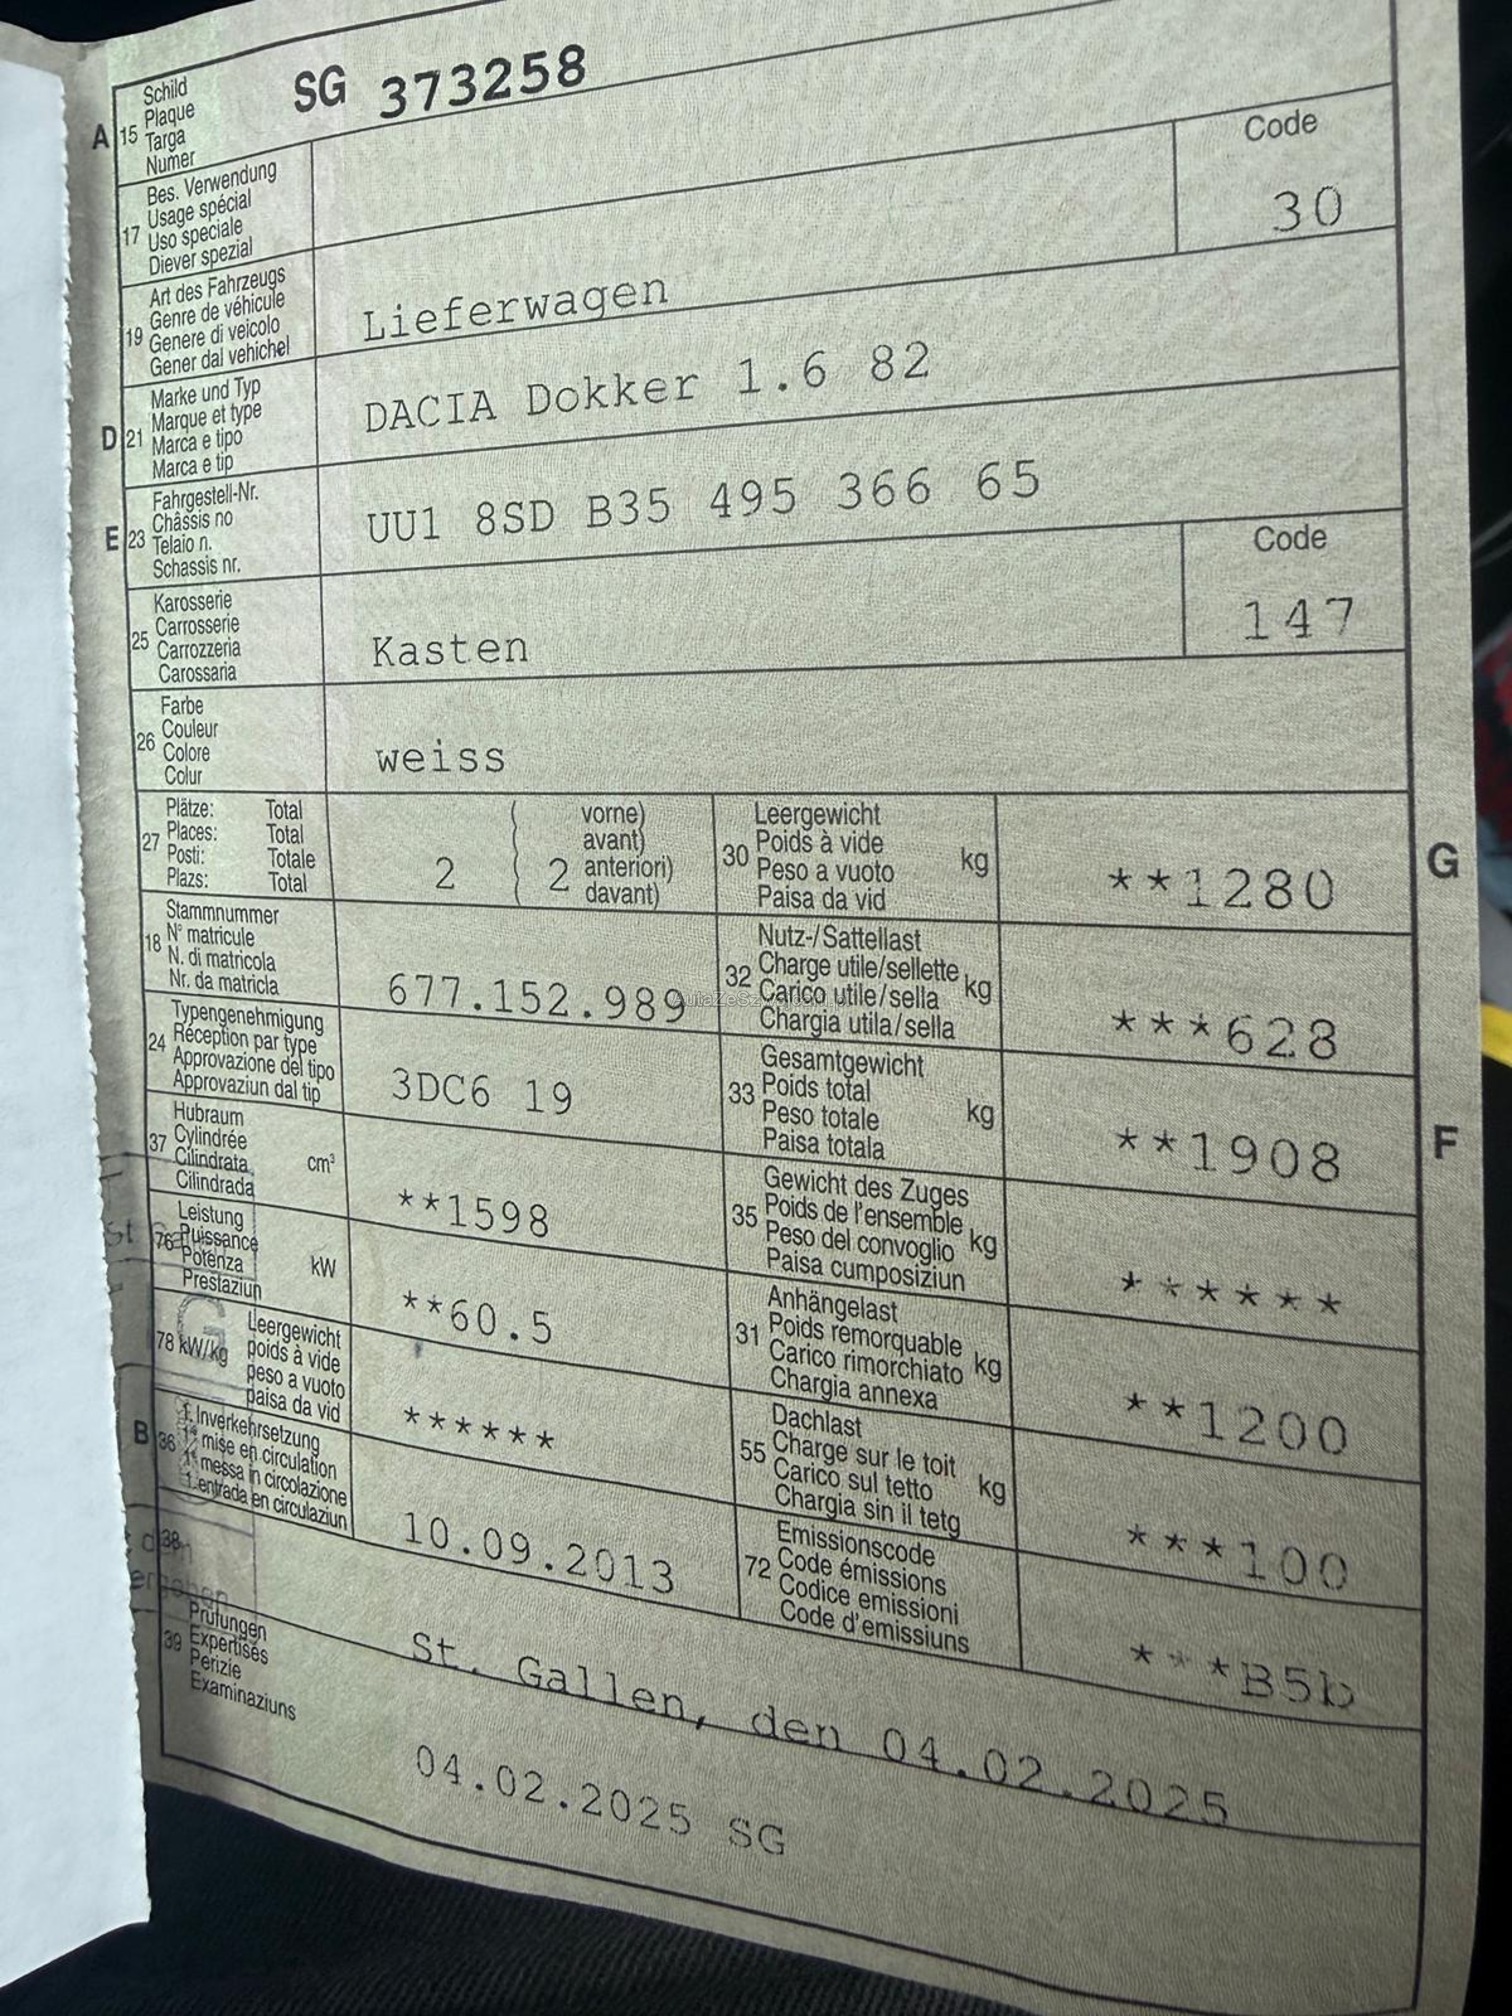 A 15 Schild
Plaque
Targa
Numer
SG 373258
17 Bes. Verwendung
Usage spécial
Uso speciale
Diever spezial
Code
30
19 Art des Fahrzeugs
Genre de véhicule
Genere di veicolo
Gener dal vehichel
Lieferwagen
D 21 Marke und Typ
Marque et type
Marca e tipo
Marca e tip
DACIA Dokker 1.6 82
E 23 Fahrgestell-Nr.
Châssis no
Telaio n.
Schassis nr.
UU1 8SD B35 495 366 65
25 Karosserie
Carrosserie
Carrozzeria
Carossaria
Kasten
Code
147
26 Farbe
Couleur
Colore
Colur
weiss
27 Plätze: Total
Places: Total
Posti: Totale
Plazs: Total
2
2
vorne)
avant)
anteriori)
davant)
30 Leergewicht
Poids à vide
Peso a vuoto
Paisa da vid
kg
**1280
G
18 Stammnummer
N° matricule
N. di matricola
Nr. da matricla
677.152.989
32 Nutz-/Sattellast
Charge utile/sellette
Carico utile/sella
Chargia utila/sella
kg
***628
24 Typengenehmigung
Réception par type
Approvazione del tipo
Approvaziun dal tip
3DC6 19
33 Gesamtgewicht
Poids total
Peso totale
Paisa totala
kg
**1908
F
37 Hubraum
Cylindrée
Cilindrata
Cilindrada
cm³
**1598
35 Gewicht des Zuges
Poids de l'ensemble
Peso del convoglio
Paisa cumposiziun
kg
******
76 Leistung
Puissance
Potenza
Prestaziun
kW
**60.5
31 Anhängelast
Poids remorquable
Carico rimorchiato
Chargia annexa
kg
**1200
78 kW/kg
Leergewicht
poids à vide
peso a vuoto
paisa da vid
******
55 Dachlast
Charge sur le toit
Carico sul tetto
Chargia sin il tetg
kg
***100
B 36 1. Inverkehrsetzung
1re mise en circulation
1a messa in circolazione
1. entrada en circulaziun
10.09.2013
72 Emissionscode
Code émissions
Codice emissioni
Code d'emissiuns
***B5b
38
St. Gallen, den 04.02.2025
39 Prüfungen
Expertises
Perizie
Examinaziuns
04.02.2025 SG